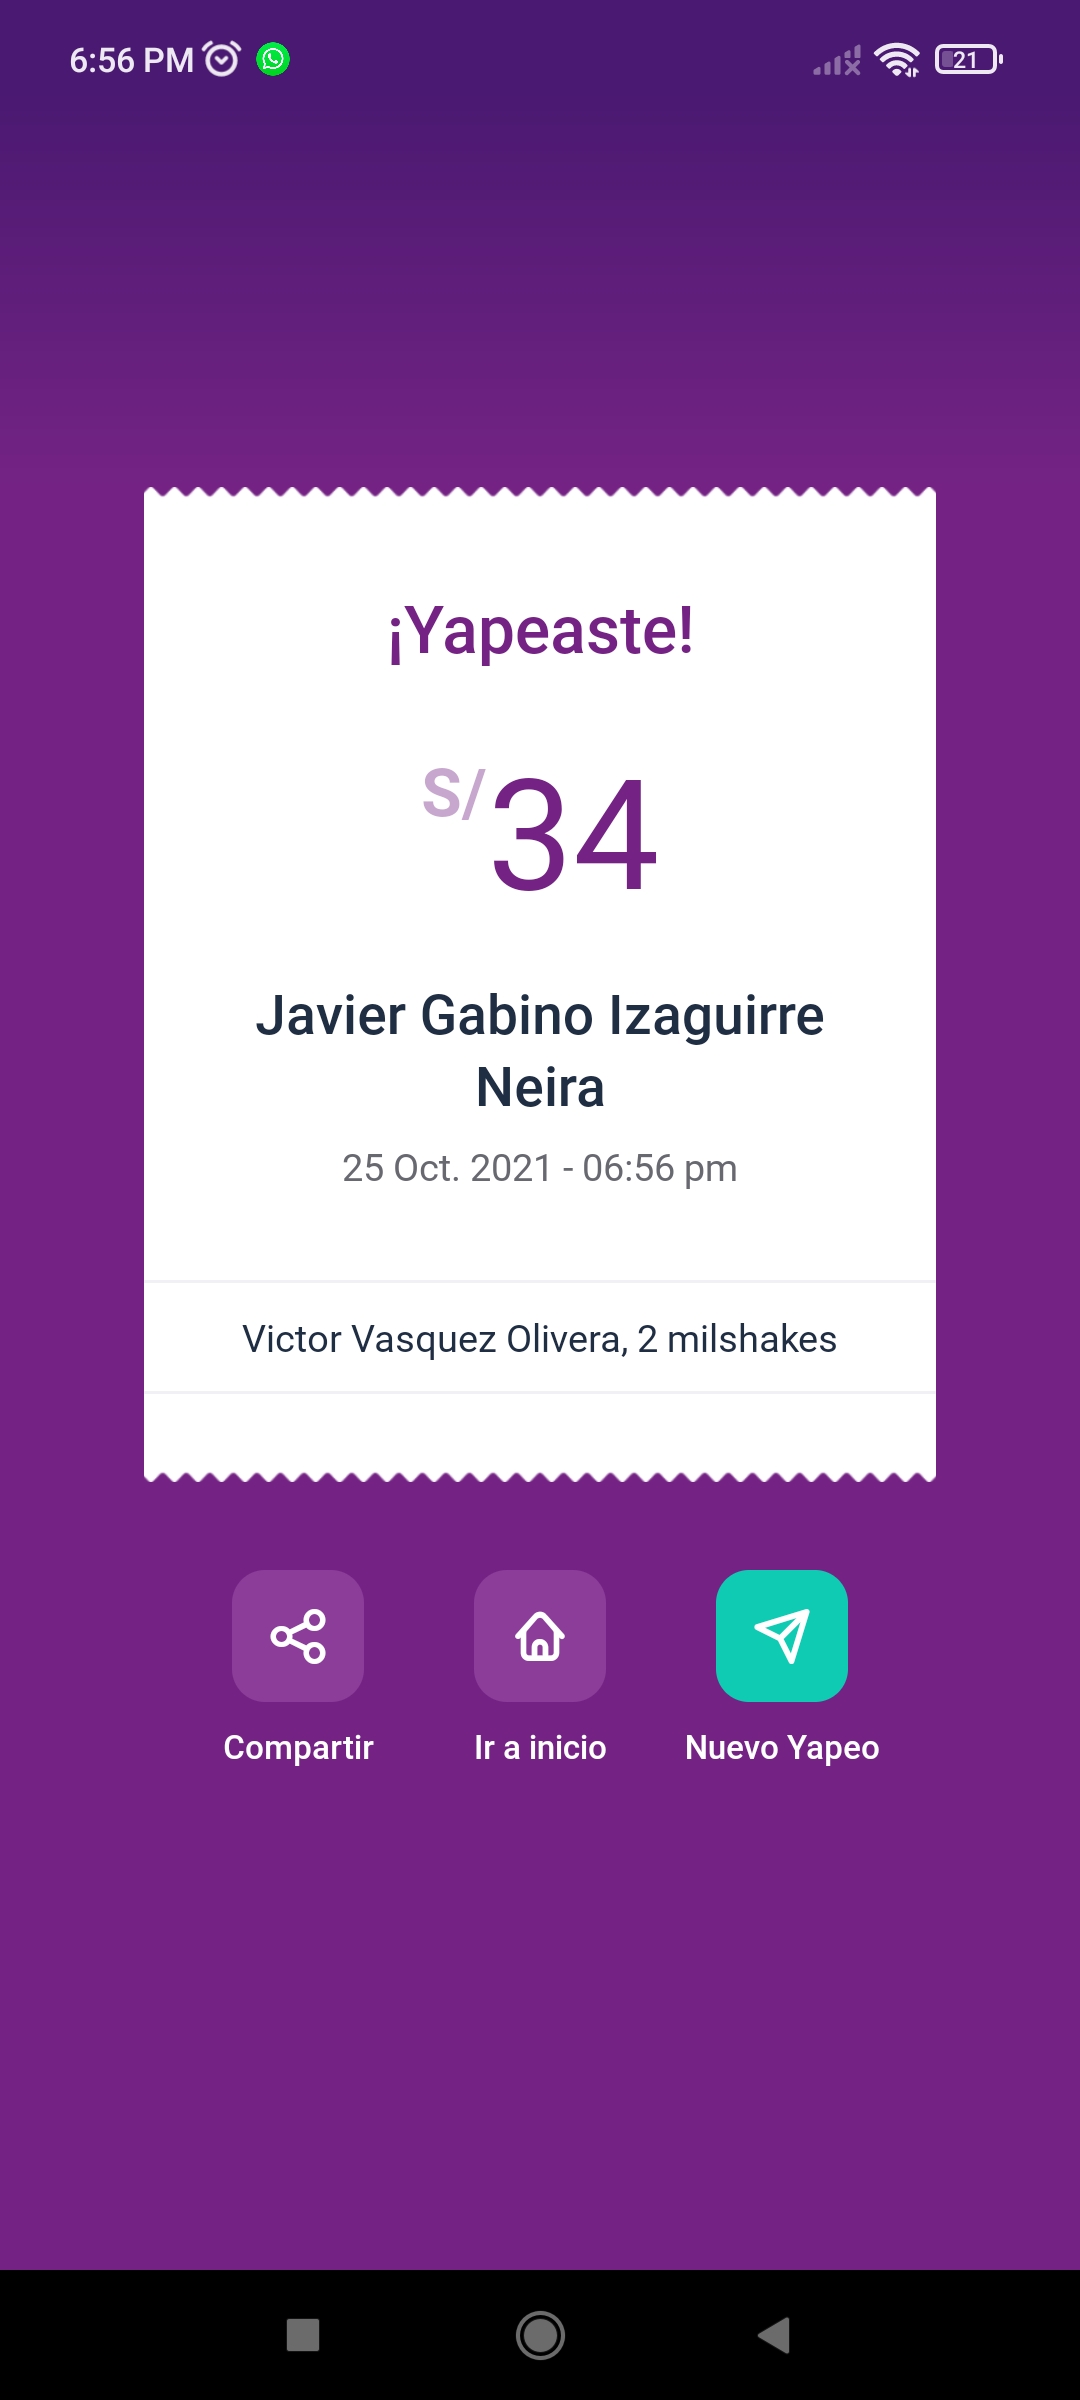 6:56 PM
21
¡Yapeaste!
S/34
Javier Gabino Izaguirre
Neira
25 Oct. 2021 - 06:56 pm
Victor Vasquez Olivera, 2 milshakes
Compartir
Ir a inicio
Nuevo Yapeo